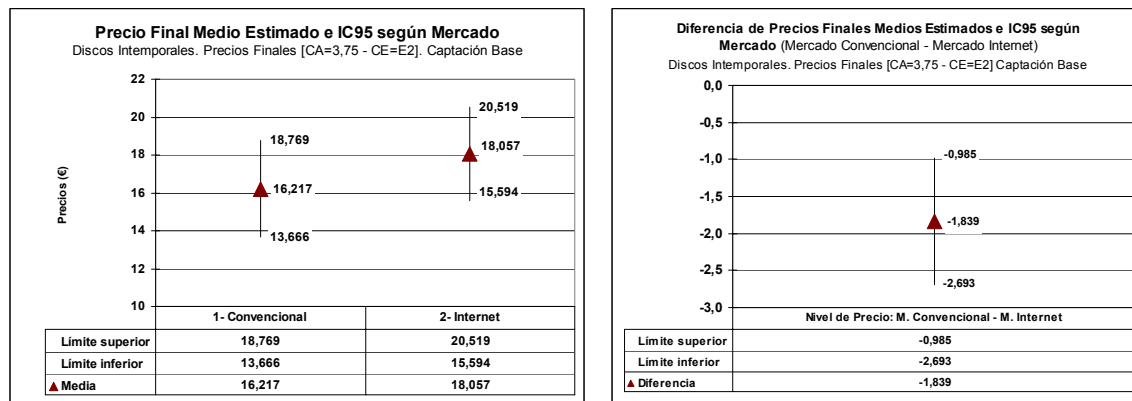 Precio Final Medio Estimado e IC95 según Mercado
Discos Intemporales. Precios Finales [CA=3,75 - CE=E2]. Captación Base
Precios (€)
22
20
18
16
14
12
10
18,769
16,217
13,666
20,519
18,057
15,594
1- Convencional 2- Internet
Límite superior 18,769 20,519
Límite inferior 13,666 15,594
Media 16,217 18,057
Diferencia de Precios Finales Medios Estimados e IC95 según
Mercado (Mercado Convencional - Mercado Internet)
Discos Intemporales. Precios Finales [CA=3,75 - CE=E2] Captación Base
0,0
-0,5
-1,0
-1,5
-2,0
-2,5
-3,0
-0,985
-1,839
-2,693
Nivel de Precio: M. Convencional - M. Internet
Límite superior -0,985
Límite inferior -2,693
Diferencia -1,839